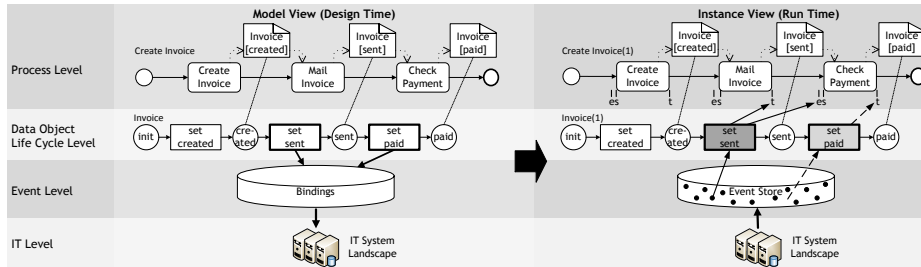 Model View (Design Time)
Instance View (Run Time)
Process Level
Create Invoice
Invoice
[created]
Invoice
[sent]
Invoice
[paid]
Create
Invoice
Mail
Invoice
Check
Payment
Create Invoice(1)
Invoice
[created]
Invoice
[sent]
Invoice
[paid]
Create
Invoice
Mail
Invoice
Check
Payment
es
t
es
t
es
t
Data Object
Life Cycle Level
Invoice
init
set
created
cre-
ated
set
sent
sent
set
paid
paid
Invoice(1)
init
set
created
cre-
ated
set
sent
sent
set
paid
paid
Event Level
Bindings
Event Store
IT Level
IT System
Landscape
IT System
Landscape